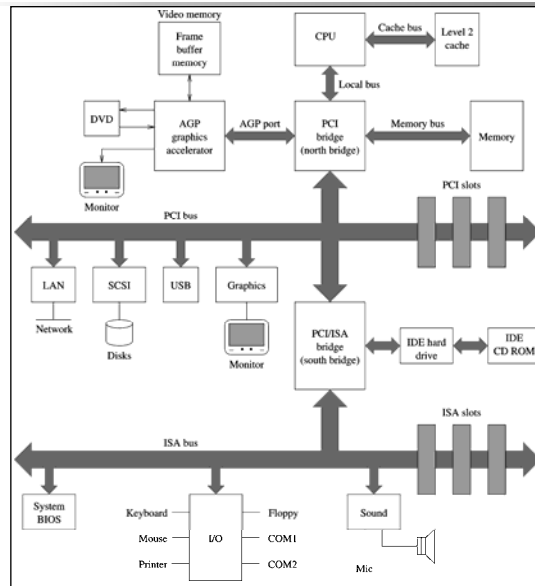 Video memory
Frame
buffer
memory
CPU
Cache bus
Level 2
cache
Local bus
DVD
AGP
graphics
accelerator
AGP port
PCI
bridge
(north bridge)
Memory bus
Memory
Monitor
PCI bus
PCI slots
LAN
SCSI
USB
Graphics
Network
Disks
Monitor
PCI/ISA
bridge
(south bridge)
IDE hard
drive
IDE
CD ROM
ISA bus
ISA slots
System
BIOS
Keyboard
Mouse
Printer
I/O
Floppy
COM1
COM2
Sound
Mic